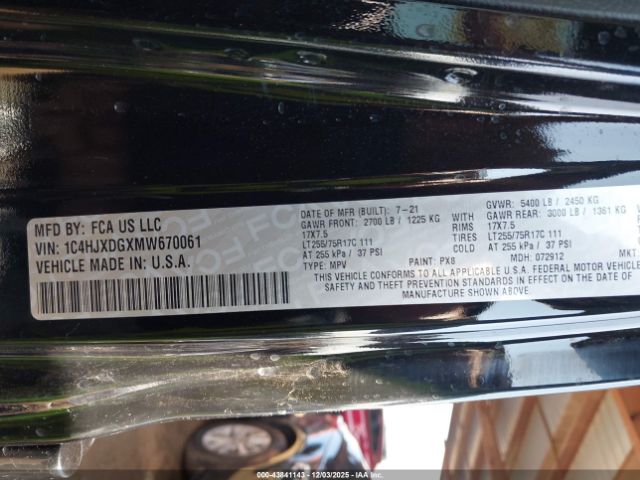 MFD BY: FCA US LLC
VIN: 1C4HJXDGXMW670061
VEHICLE MADE IN: U.S.A.
DATE OF MFR (BUILT): 7-21
GAWR FRONT: 2700 LB / 1225 KG WITH
17X7.5 RIMS
LT255/75R17C 111 TIRES
AT 255 kPa / 37 PSI COLD
TYPE: MPV PAINT: PX8
GVWR: 5400 LB / 2450 KG
GAWR REAR: 3000 LB / 1361 KG
17X7.5
LT255/75R17C 111
AT 255 kPa / 37 PSI
MDH: 072912 MKT
THIS VEHICLE CONFORMS TO ALL APPLICABLE U.S.A. FEDERAL MOTOR VEHICLE
SAFETY AND THEFT PREVENTION STANDARDS IN EFFECT ON THE DATE OF
MANUFACTURE SHOWN ABOVE.
000-43841143 - 12/03/2025 - COPYRIGHT IAA, LLC.